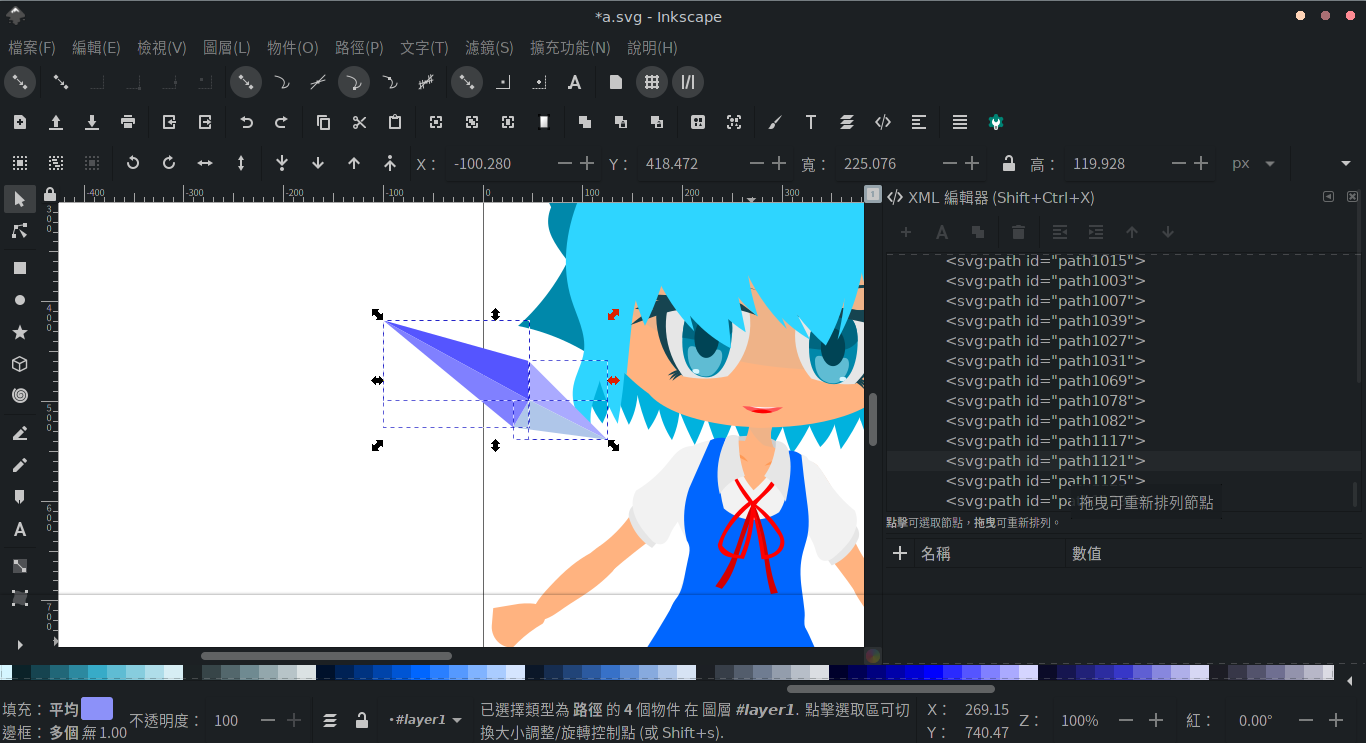 *a.svg - Inkscape
檔案(F) 編輯(E) 檢視(V) 圖層(L) 物件(O) 路徑(P) 文字(T) 濾鏡(S) 擴充功能(N) 說明(H)
X： -100.280 Y： 418.472 寬： 225.076 高： 119.928 px
-400 -300 -200 -100 0 100 200 300
1
300
400
500
600
700
XML 編輯器 (Shift+Ctrl+X)
<svg:path id="path1015">
<svg:path id="path1003">
<svg:path id="path1007">
<svg:path id="path1039">
<svg:path id="path1027">
<svg:path id="path1031">
<svg:path id="path1069">
<svg:path id="path1078">
<svg:path id="path1082">
<svg:path id="path1117">
<svg:path id="path1121">
<svg:path id="path1125">
<svg:path id="pa
拖曳可重新排列節點
點擊可選取節點，拖曳可重新排列。
名稱 數值
填充： 平均 不透明度： 100 #layer1 已選擇類型為 路徑 的 4 個物件 在 圖層 #layer1. 點擊選取區可切 X： 269.15 Z： 100% 紅： 0.00°
邊框： 多個 無 1.00 換大小調整/旋轉控制點 (或 Shift+s). Y： 740.47